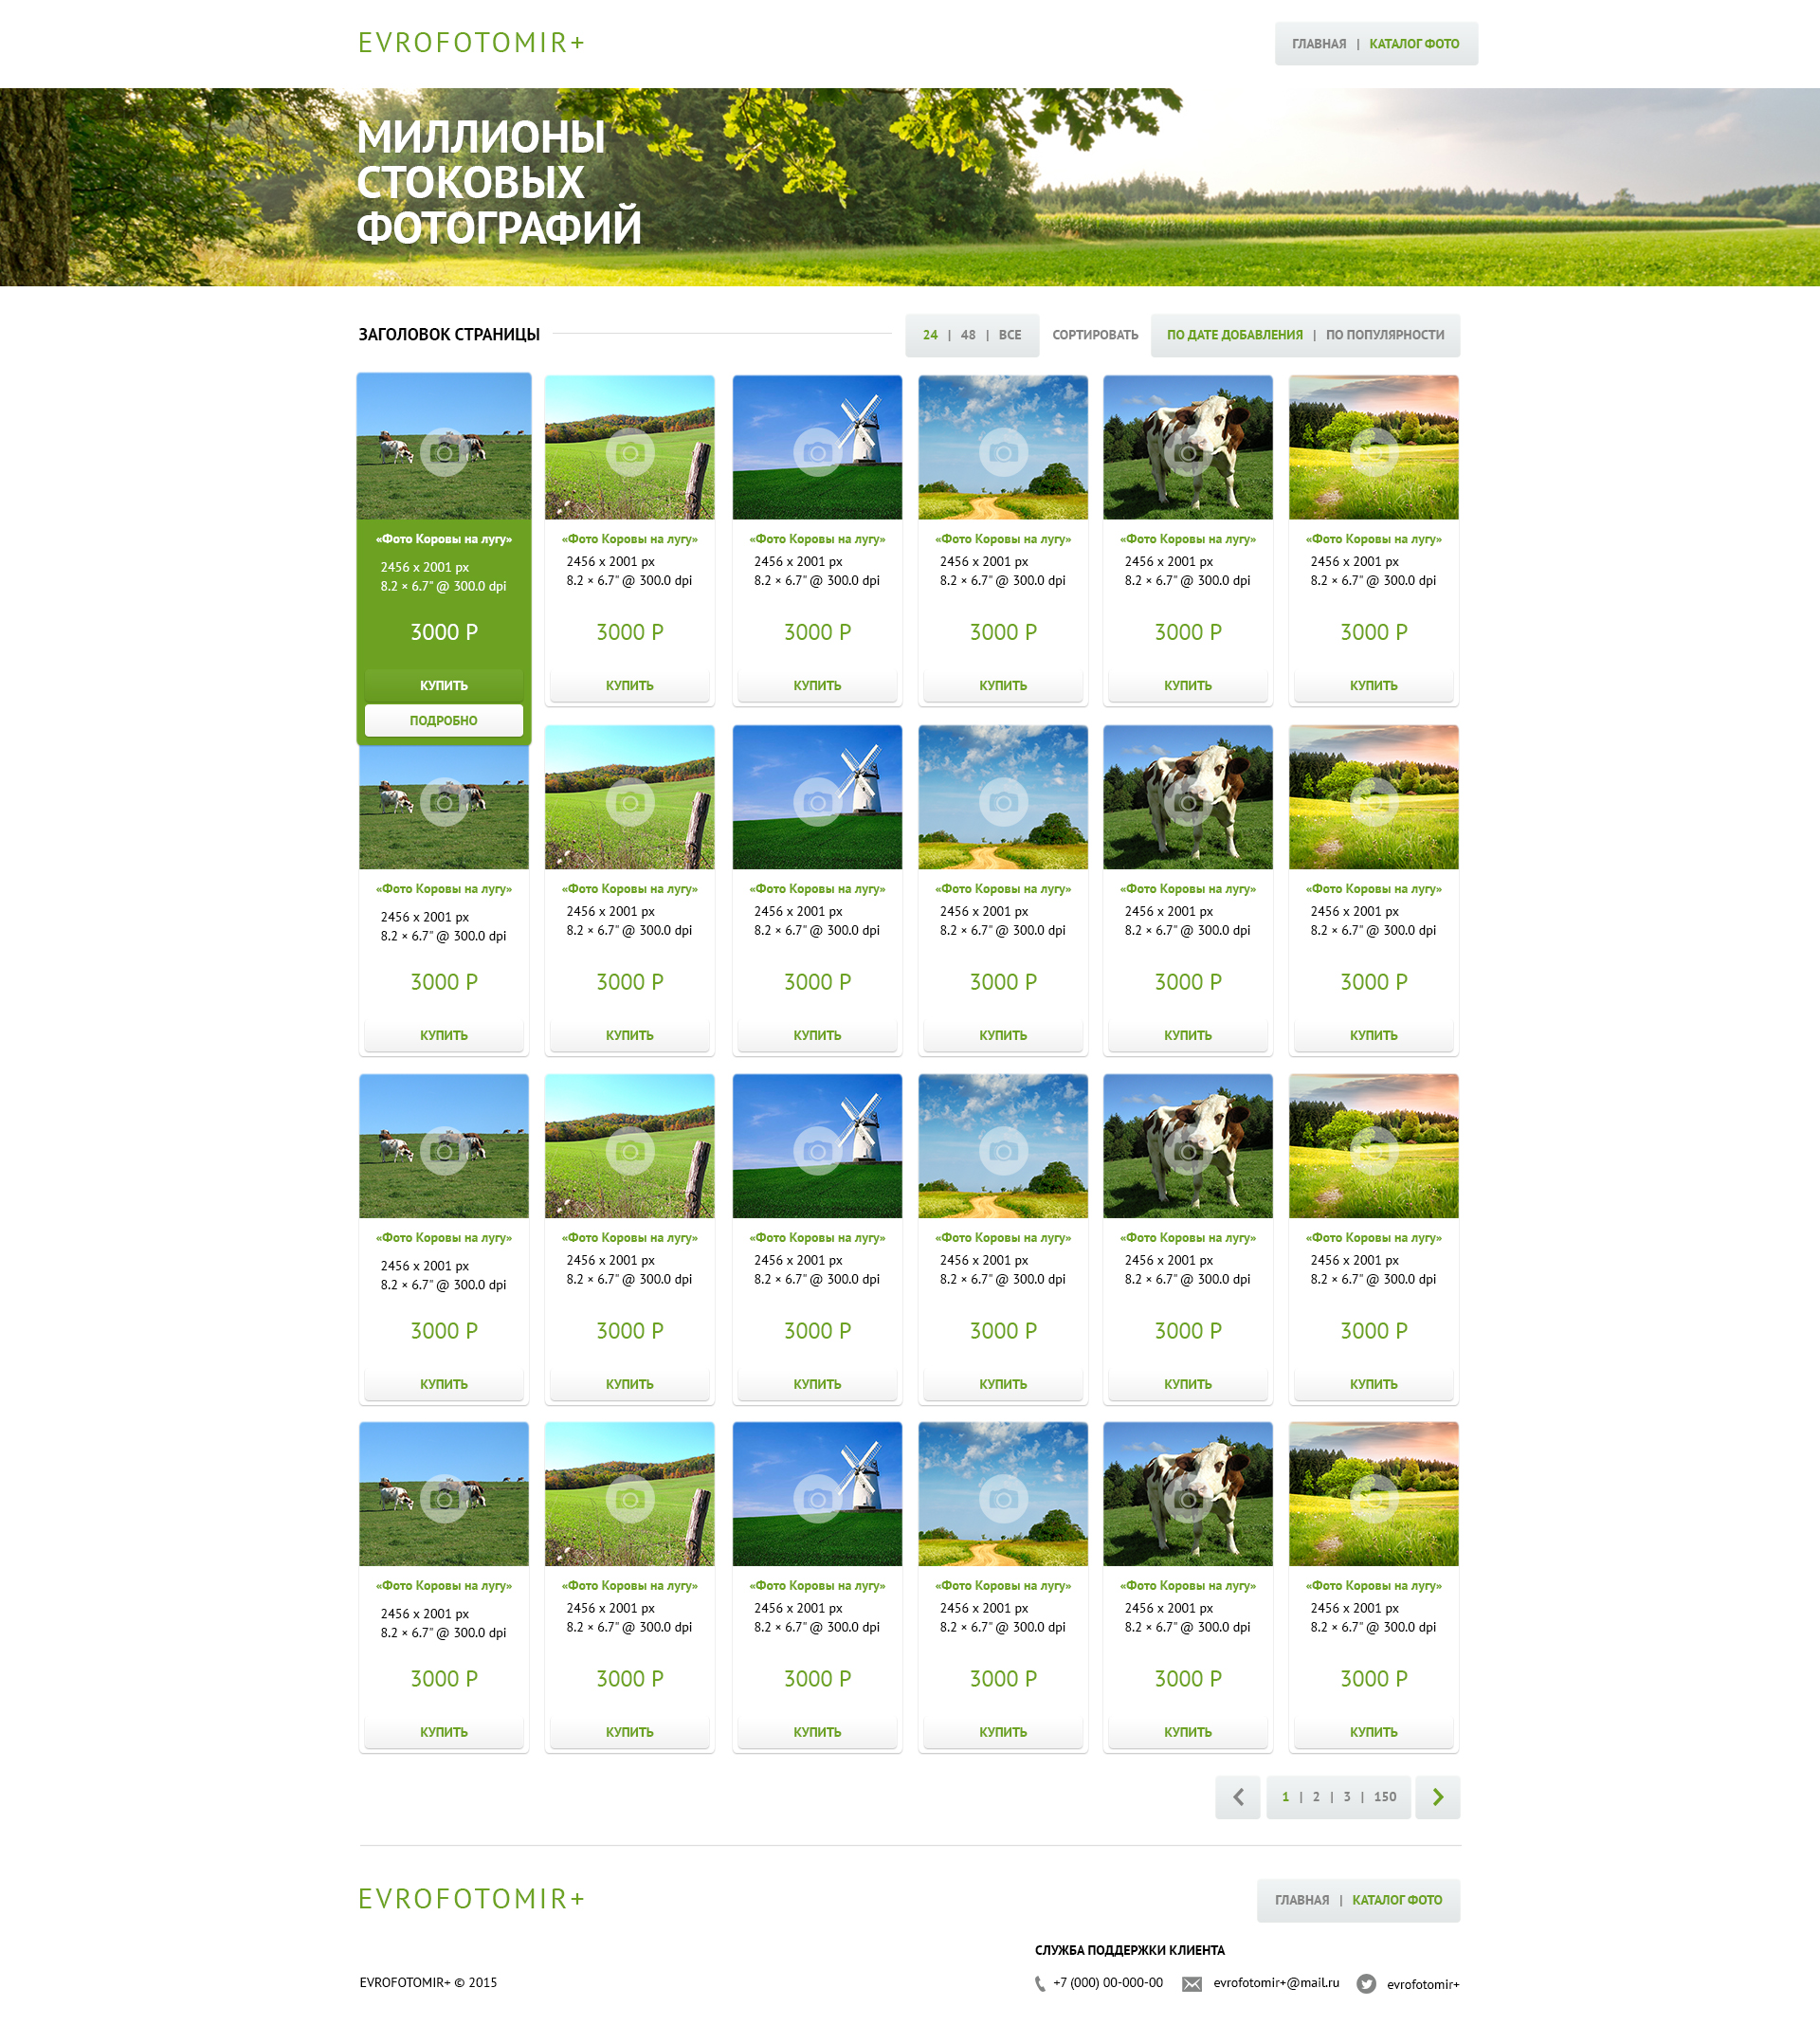 EVROFOTOMIR+
ГЛАВНАЯ | КАТАЛОГ ФОТО
МИЛЛИОНЫ
СТОКОВЫХ
ФОТОГРАФИЙ
ЗАГОЛОВОК СТРАНИЦЫ
24 | 48 | ВСЕ
СОРТИРОВАТЬ
ПО ДАТЕ ДОБАВЛЕНИЯ | ПО ПОПУЛЯРНОСТИ
«Фото Коровы на лугу» «Фото Коровы на лугу» «Фото Коровы на лугу» «Фото Коровы на лугу» «Фото Коровы на лугу» «Фото Коровы на лугу»
2456 x 2001 px 2456 x 2001 px 2456 x 2001 px 2456 x 2001 px 2456 x 2001 px 2456 x 2001 px
8.2 × 6.7" @ 300.0 dpi 8.2 × 6.7" @ 300.0 dpi 8.2 × 6.7" @ 300.0 dpi 8.2 × 6.7" @ 300.0 dpi 8.2 × 6.7" @ 300.0 dpi 8.2 × 6.7" @ 300.0 dpi
3000 Р 3000 Р 3000 Р 3000 Р 3000 Р 3000 Р
КУПИТЬ КУПИТЬ КУПИТЬ КУПИТЬ КУПИТЬ КУПИТЬ
ПОДРОБНО
«Фото Коровы на лугу» «Фото Коровы на лугу» «Фото Коровы на лугу» «Фото Коровы на лугу» «Фото Коровы на лугу» «Фото Коровы на лугу»
2456 x 2001 px 2456 x 2001 px 2456 x 2001 px 2456 x 2001 px 2456 x 2001 px 2456 x 2001 px
8.2 × 6.7" @ 300.0 dpi 8.2 × 6.7" @ 300.0 dpi 8.2 × 6.7" @ 300.0 dpi 8.2 × 6.7" @ 300.0 dpi 8.2 × 6.7" @ 300.0 dpi 8.2 × 6.7" @ 300.0 dpi
3000 Р 3000 Р 3000 Р 3000 Р 3000 Р 3000 Р
КУПИТЬ КУПИТЬ КУПИТЬ КУПИТЬ КУПИТЬ КУПИТЬ
«Фото Коровы на лугу» «Фото Коровы на лугу» «Фото Коровы на лугу» «Фото Коровы на лугу» «Фото Коровы на лугу» «Фото Коровы на лугу»
2456 x 2001 px 2456 x 2001 px 2456 x 2001 px 2456 x 2001 px 2456 x 2001 px 2456 x 2001 px
8.2 × 6.7" @ 300.0 dpi 8.2 × 6.7" @ 300.0 dpi 8.2 × 6.7" @ 300.0 dpi 8.2 × 6.7" @ 300.0 dpi 8.2 × 6.7" @ 300.0 dpi 8.2 × 6.7" @ 300.0 dpi
3000 Р 3000 Р 3000 Р 3000 Р 3000 Р 3000 Р
КУПИТЬ КУПИТЬ КУПИТЬ КУПИТЬ КУПИТЬ КУПИТЬ
«Фото Коровы на лугу» «Фото Коровы на лугу» «Фото Коровы на лугу» «Фото Коровы на лугу» «Фото Коровы на лугу» «Фото Коровы на лугу»
2456 x 2001 px 2456 x 2001 px 2456 x 2001 px 2456 x 2001 px 2456 x 2001 px 2456 x 2001 px
8.2 × 6.7" @ 300.0 dpi 8.2 × 6.7" @ 300.0 dpi 8.2 × 6.7" @ 300.0 dpi 8.2 × 6.7" @ 300.0 dpi 8.2 × 6.7" @ 300.0 dpi 8.2 × 6.7" @ 300.0 dpi
3000 Р 3000 Р 3000 Р 3000 Р 3000 Р 3000 Р
КУПИТЬ КУПИТЬ КУПИТЬ КУПИТЬ КУПИТЬ КУПИТЬ
1 | 2 | 3 | 150
EVROFOTOMIR+
ГЛАВНАЯ | КАТАЛОГ ФОТО
СЛУЖБА ПОДДЕРЖКИ КЛИЕНТА
EVROFOTOMIR+ © 2015
+7 (000) 00-000-00
evrofotomir+@mail.ru
evrofotomir+